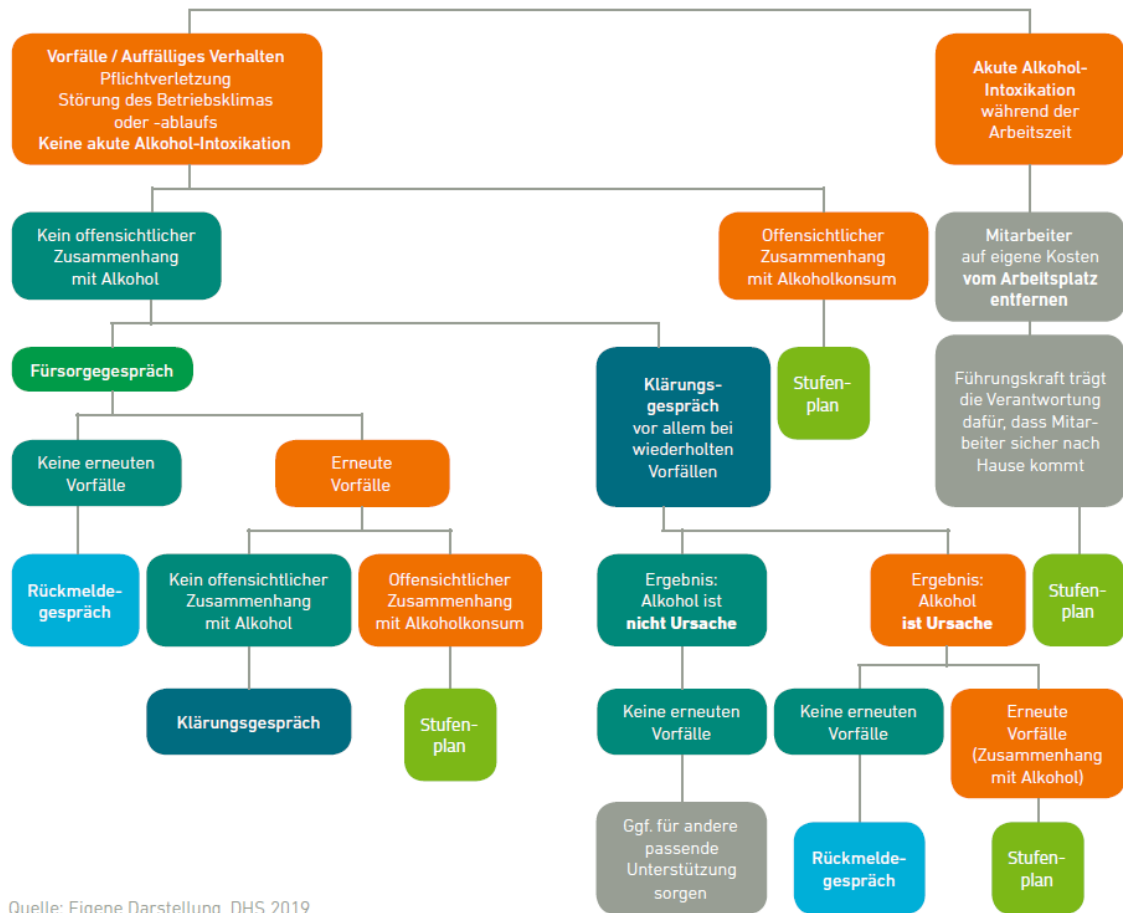 Vorfälle / Auffälliges Verhalten
Pflichtverletzung
Störung des Betriebsklimas
oder -ablaufs
Keine akute Alkohol-Intoxikation
Akute Alkohol-
Intoxikation
während der
Arbeitszeit
Kein offensichtlicher
Zusammenhang
mit Alkohol
Offensichtlicher
Zusammenhang
mit Alkoholkonsum
Mitarbeiter
auf eigene Kosten
vom Arbeitsplatz
entfernen
Fürsorgegespräch
Klärungs-
gespräch
vor allem bei
wiederholten
Vorfällen
Stufen-
plan
Führungskraft trägt
die Verantwortung
dafür, dass Mitar-
beiter sicher nach
Hause kommt
Keine erneuten
Vorfälle
Erneute
Vorfälle
Rückmelde-
gespräch
Kein offensichtlicher
Zusammenhang
mit Alkohol
Offensichtlicher
Zusammenhang
mit Alkoholkonsum
Ergebnis:
Alkohol ist
nicht Ursache
Ergebnis:
Alkohol
ist Ursache
Stufen-
plan
Klärungsgespräch
Stufen-
plan
Keine erneuten
Vorfälle
Keine erneuten
Vorfälle
Erneute
Vorfälle
(Zusammenhang
mit Alkohol)
Ggf. für andere
passende
Unterstützung
sorgen
Rückmelde-
gespräch
Stufen-
plan
Quelle: Eigene Darstellung, DHS 2019